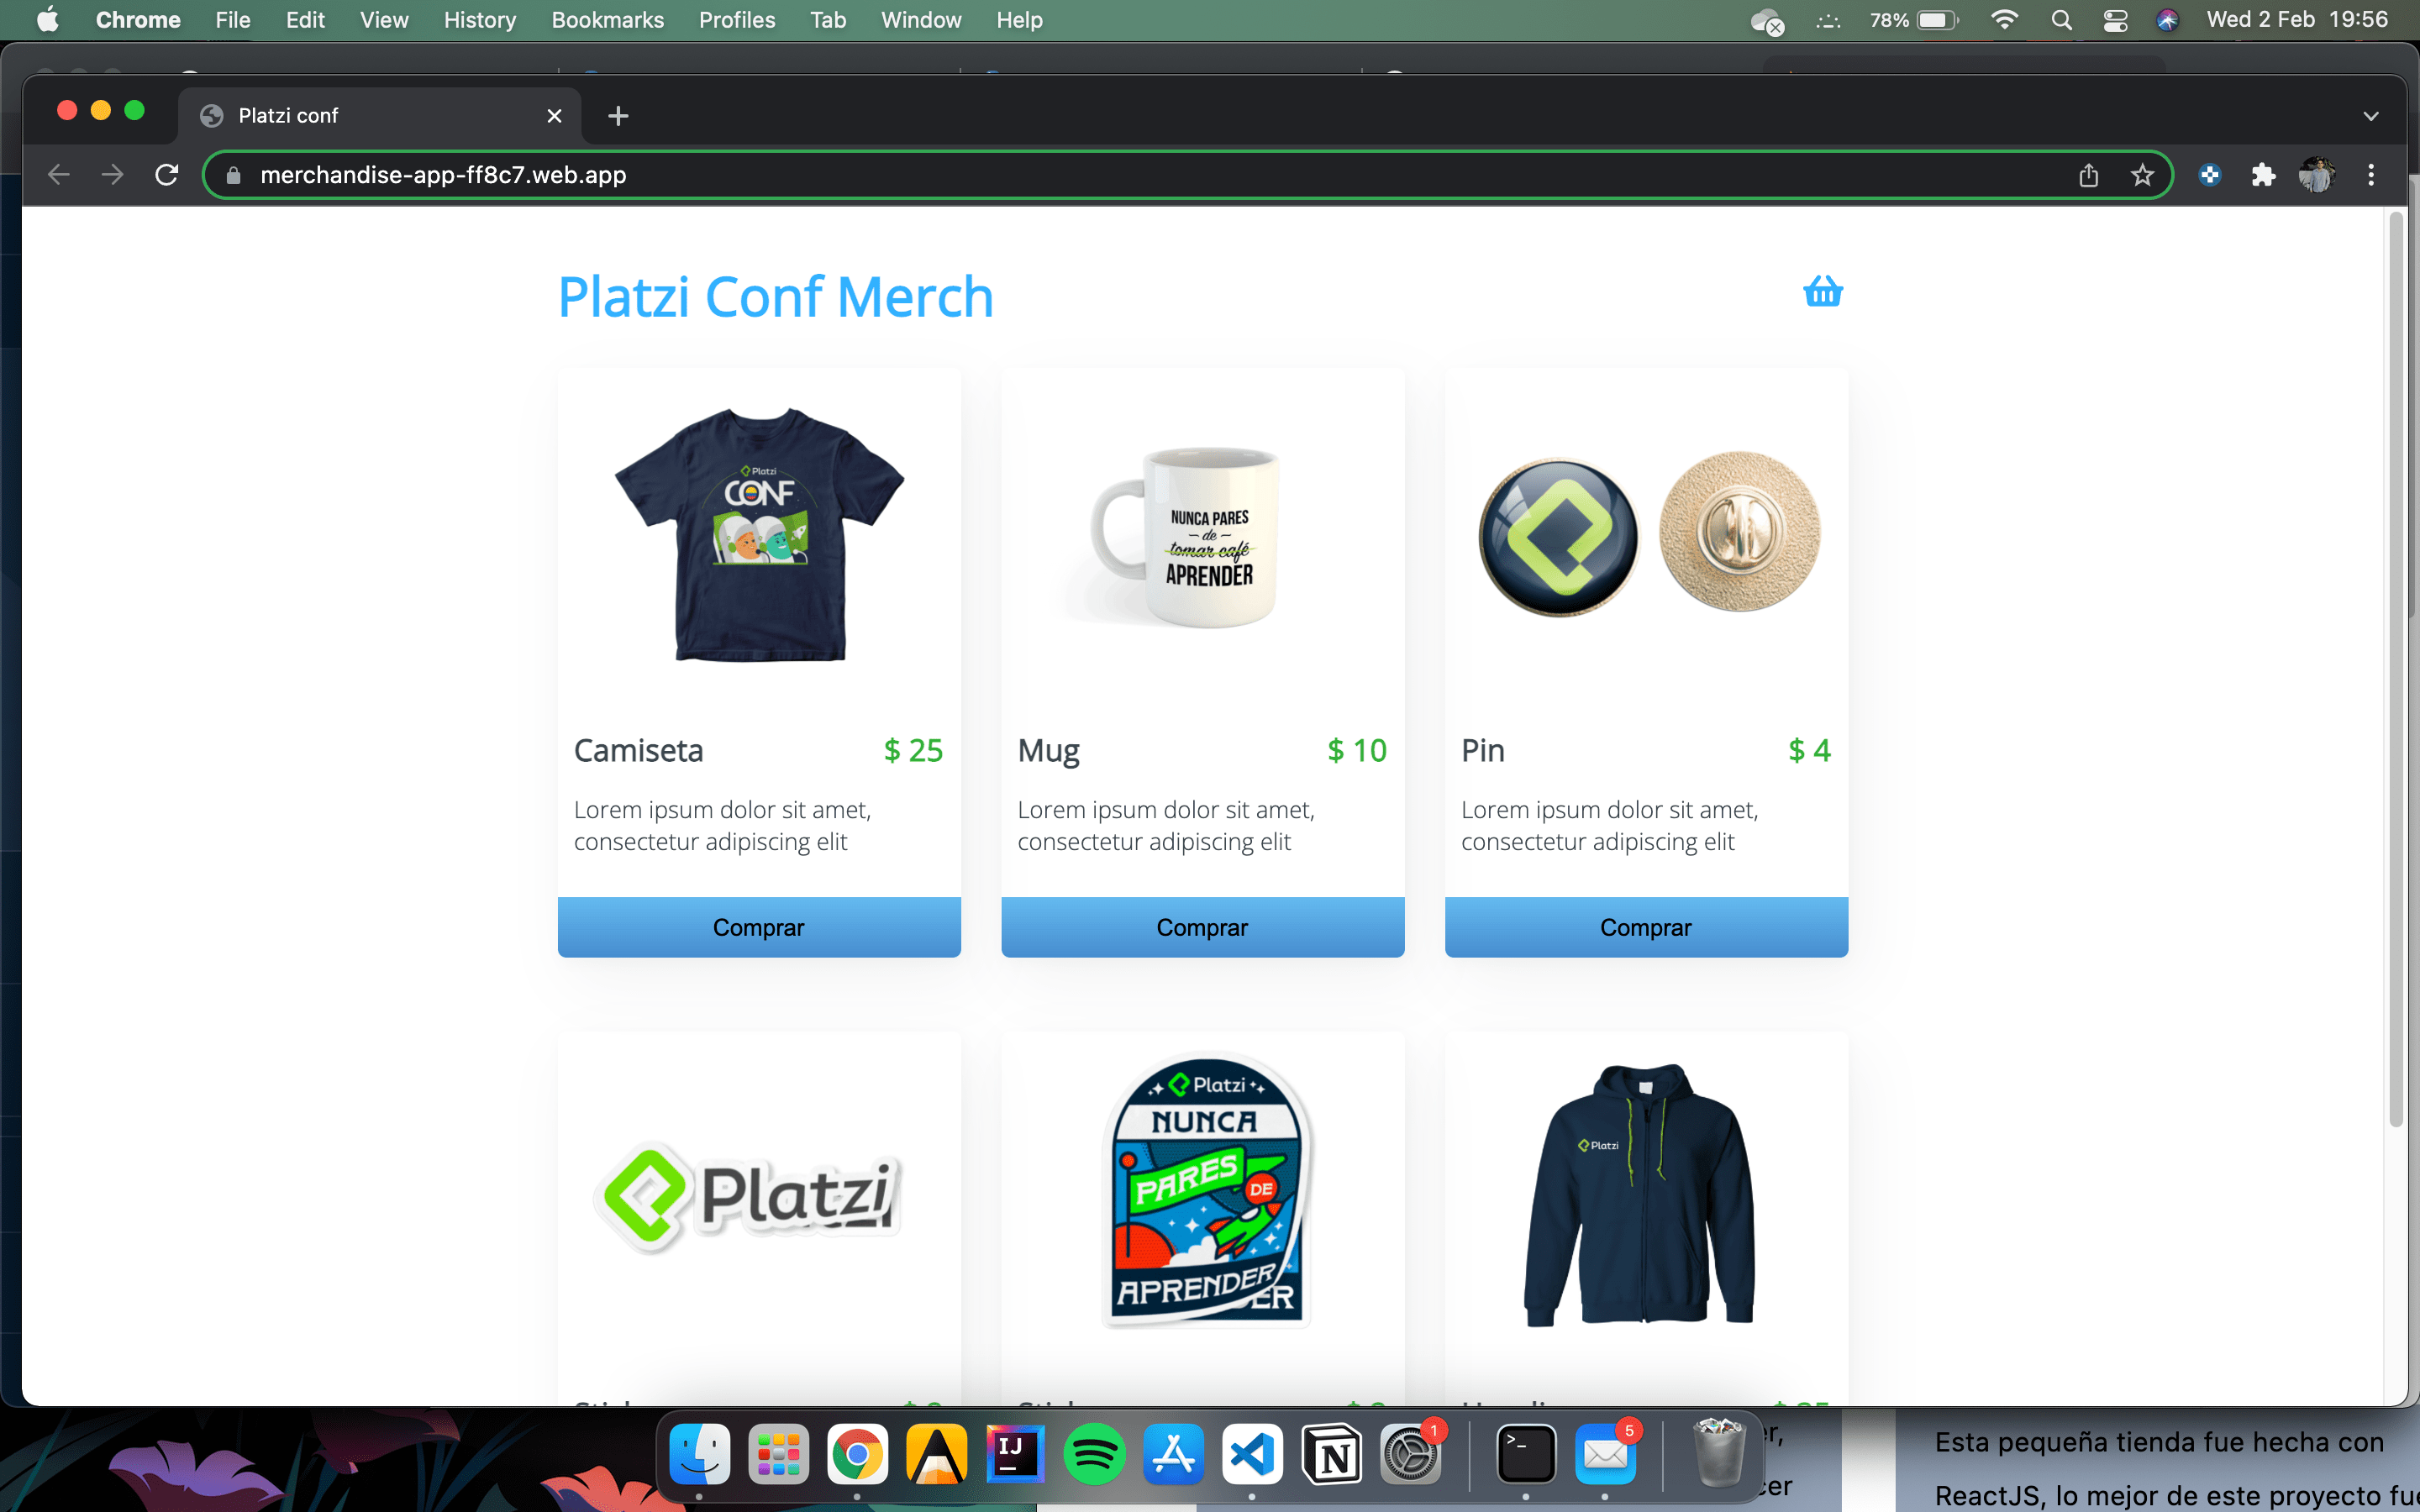 Chrome File Edit View History Bookmarks Profiles Tab Window Help
78% Wed 2 Feb 19:56
Platzi conf
merchandise-app-ff8c7.web.app
Platzi Conf Merch
Platzi
CONF
NUNCA PARES
de
tomar café
APRENDER
Camiseta $ 25
Lorem ipsum dolor sit amet,
consectetur adipiscing elit
Comprar
Mug $ 10
Lorem ipsum dolor sit amet,
consectetur adipiscing elit
Comprar
Pin $ 4
Lorem ipsum dolor sit amet,
consectetur adipiscing elit
Comprar
Platzi
Platzi
NUNCA
PARES
DE
APRENDER
Platzi
IJ
N
1
>_
5
Esta pequeña tienda fue hecha con
ReactJS, lo mejor de este proyecto